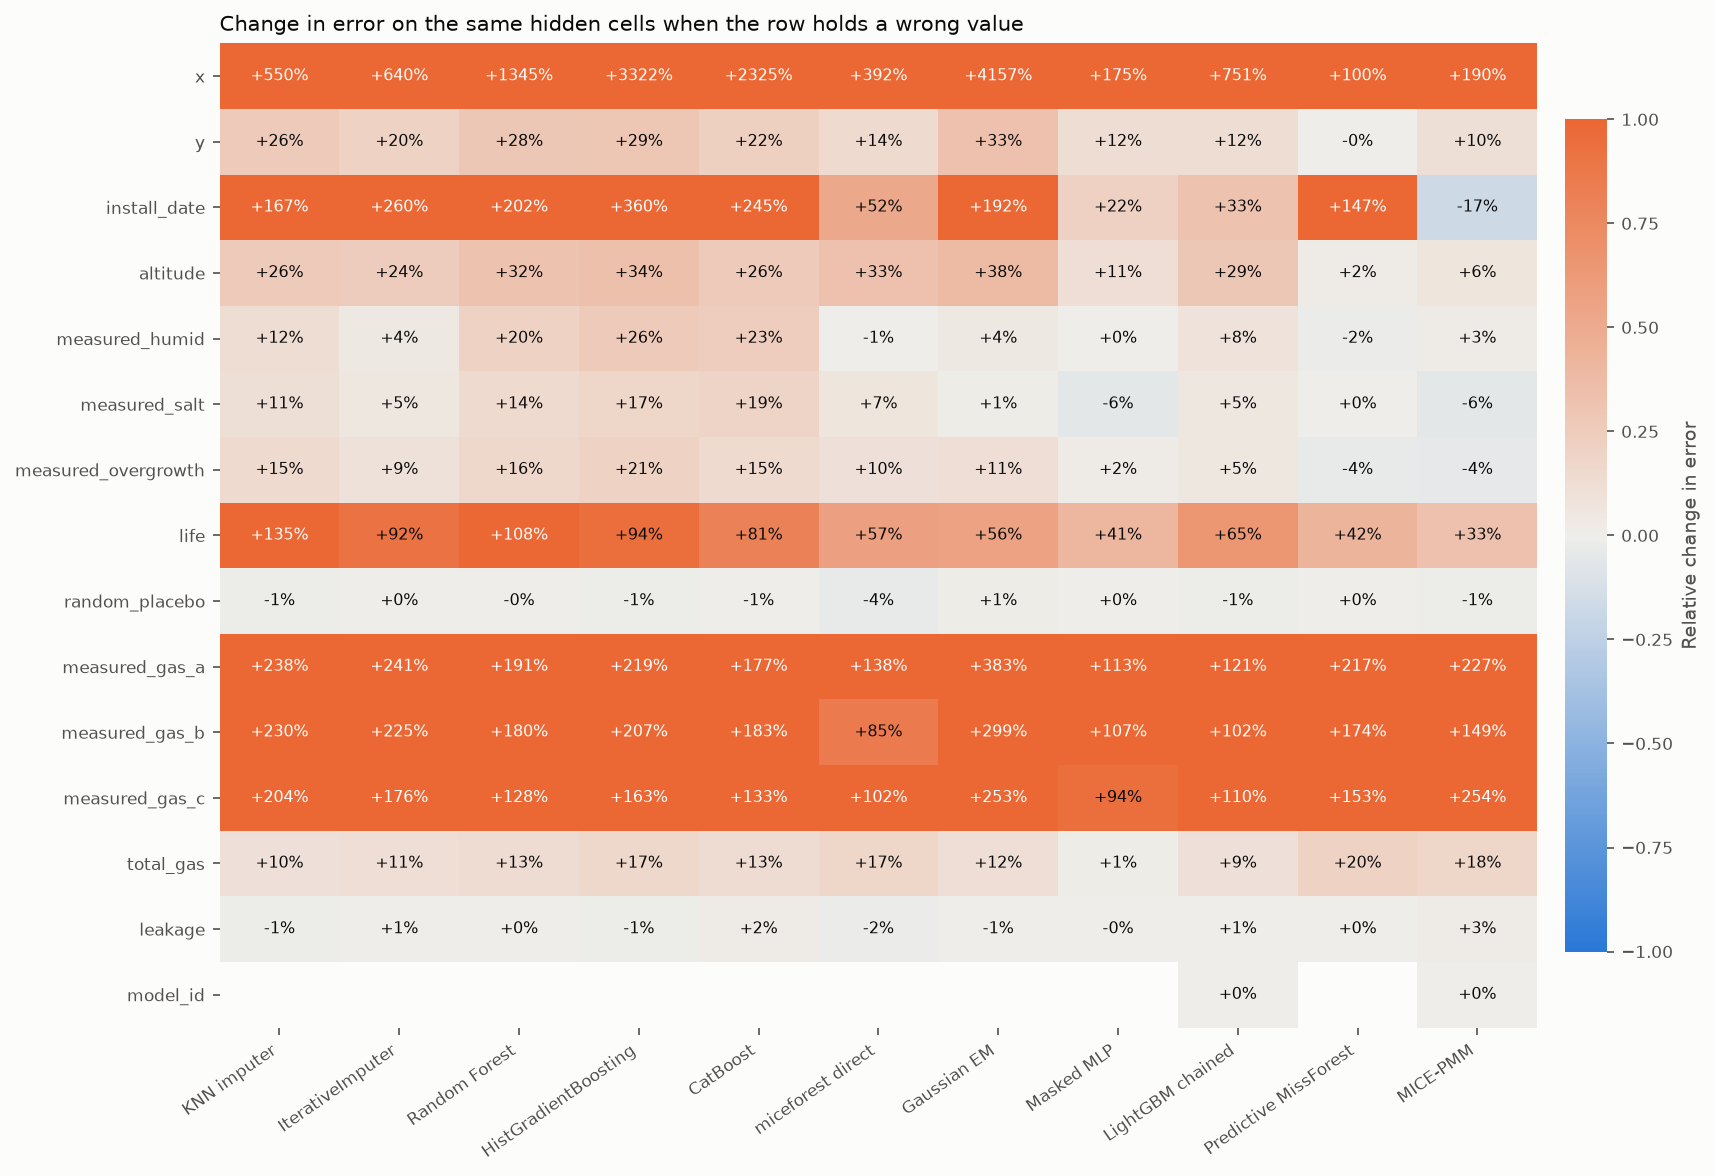 Change in error on the same hidden cells when the row holds a wrong value
x +550% +640% +1345% +3322% +2325% +392% +4157% +175% +751% +100% +190%
y +26% +20% +28% +29% +22% +14% +33% +12% +12% -0% +10%
install_date +167% +260% +202% +360% +245% +52% +192% +22% +33% +147% -17%
altitude +26% +24% +32% +34% +26% +33% +38% +11% +29% +2% +6%
measured_humid +12% +4% +20% +26% +23% -1% +4% +0% +8% -2% +3%
measured_salt +11% +5% +14% +17% +19% +7% +1% -6% +5% +0% -6%
measured_overgrowth +15% +9% +16% +21% +15% +10% +11% +2% +5% -4% -4%
life +135% +92% +108% +94% +81% +57% +56% +41% +65% +42% +33%
random_placebo -1% +0% -0% -1% -1% -4% +1% +0% -1% +0% -1%
measured_gas_a +238% +241% +191% +219% +177% +138% +383% +113% +121% +217% +227%
measured_gas_b +230% +225% +180% +207% +183% +85% +299% +107% +102% +174% +149%
measured_gas_c +204% +176% +128% +163% +133% +102% +253% +94% +110% +153% +254%
total_gas +10% +11% +13% +17% +13% +17% +12% +1% +9% +20% +18%
leakage -1% +1% +0% -1% +2% -2% -1% -0% +1% +0% +3%
model_id +0% +0%
KNN imputer
IterativeImputer
Random Forest
HistGradientBoosting
CatBoost
miceforest direct
Gaussian EM
Masked MLP
LightGBM chained
Predictive MissForest
MICE-PMM
1.00
0.75
0.50
0.25
0.00
−0.25
−0.50
−0.75
−1.00
Relative change in error